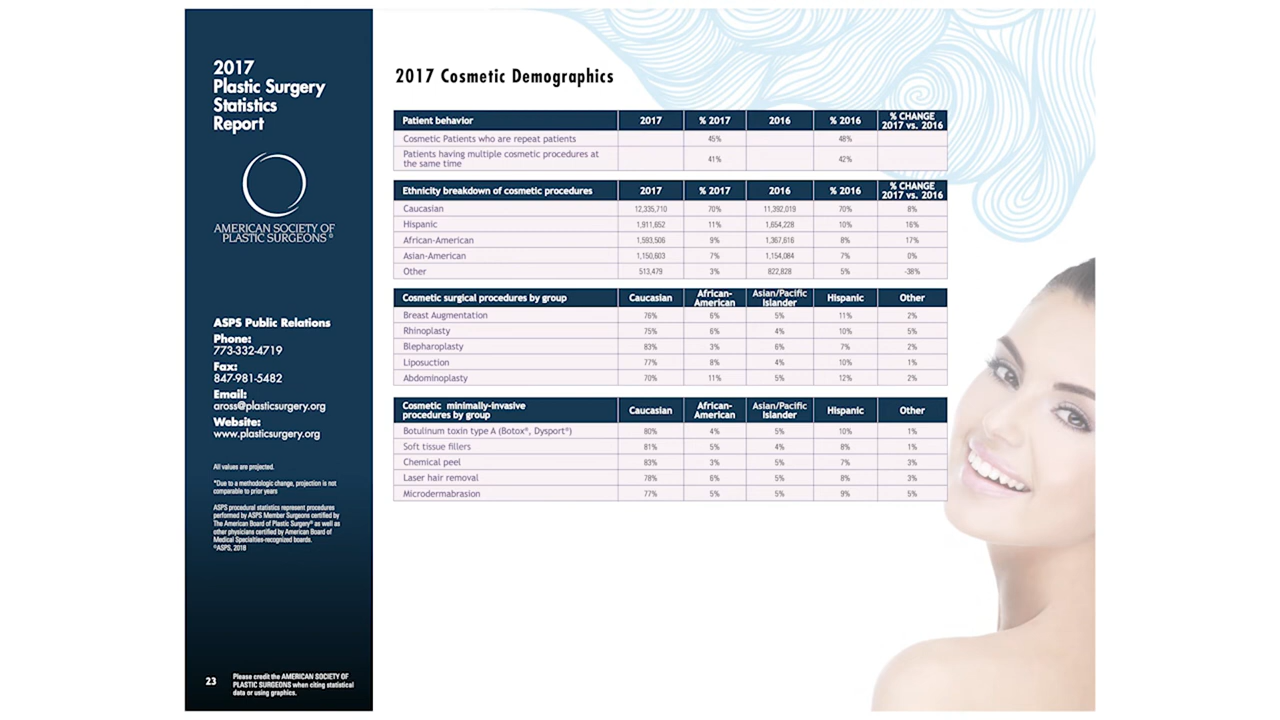 2017
Plastic Surgery
Statistics
Report
AMERICAN SOCIETY OF
PLASTIC SURGEONS®
ASPS Public Relations
Phone:
773-332-4719
Fax:
847-981-5482
Email:
aross@plasticsurgery.org
Website:
www.plasticsurgery.org
All values are projected.
*Due to a methodologic change, projection is not
comparable to prior years
ASPS procedural statistics represent procedures
performed by ASPS Member Surgeons certified by
The American Board of Plastic Surgery® as well as
other physicians certified by American Board of
Medical Specialties-recognized boards.
©ASPS, 2018
23
Please credit the AMERICAN SOCIETY OF
PLASTIC SURGEONS when citing statistical
data or using graphics.
2017 Cosmetic Demographics
Patient behavior 2017 % 2017 2016 % 2016 % CHANGE 2017 vs. 2016
Cosmetic Patients who are repeat patients 45% 48%
Patients having multiple cosmetic procedures at
the same time 41% 42%
Ethnicity breakdown of cosmetic procedures 2017 % 2017 2016 % 2016 % CHANGE 2017 vs. 2016
Caucasian 12,335,710 70% 11,392,019 70% 8%
Hispanic 1,911,652 11% 1,654,228 10% 16%
African-American 1,593,506 9% 1,367,616 8% 17%
Asian-American 1,150,603 7% 1,154,084 7% 0%
Other 513,479 3% 822,828 5% -38%
Cosmetic surgical procedures by group Caucasian African-American Asian/Pacific Islander Hispanic Other
Breast Augmentation 76% 6% 5% 11% 2%
Rhinoplasty 75% 6% 4% 10% 5%
Blepharoplasty 83% 3% 6% 7% 2%
Liposuction 77% 8% 4% 10% 1%
Abdominoplasty 70% 11% 5% 12% 2%
Cosmetic minimally-invasive
procedures by group Caucasian African-American Asian/Pacific Islander Hispanic Other
Botulinum toxin type A (Botox®, Dysport®) 80% 4% 5% 10% 1%
Soft tissue fillers 81% 5% 4% 8% 1%
Chemical peel 83% 3% 5% 7% 3%
Laser hair removal 78% 6% 5% 8% 3%
Microdermabrasion 77% 5% 5% 9% 5%